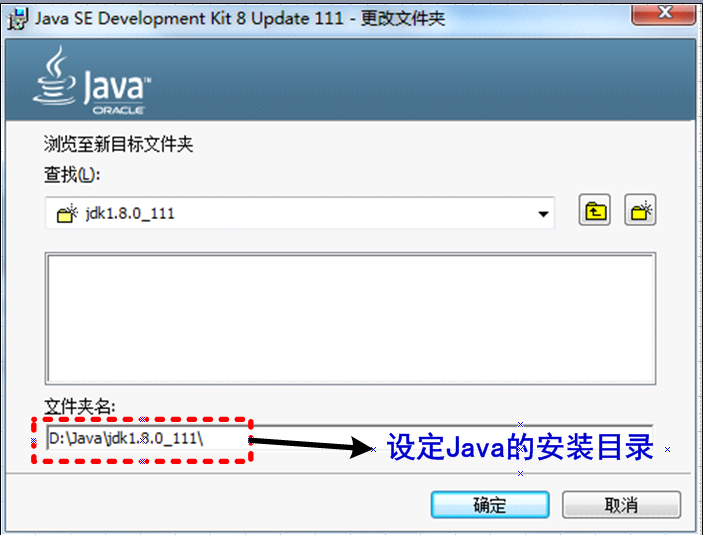 Java SE Development Kit 8 Update 111 - 更改文件夹
Java™
ORACLE
浏览至新目标文件夹
查找(L):
jdk1.8.0_111
文件夹名:
D:\Java\jdk1.8.0_111\
设定Java的安装目录
确定
取消